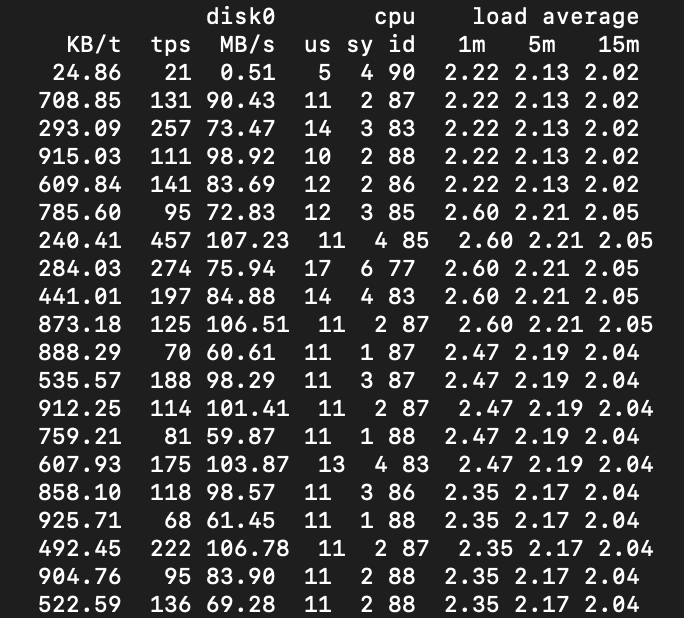 disk0 cpu load average
KB/t tps MB/s us sy id 1m 5m 15m
24.86 21 0.51 5 4 90 2.22 2.13 2.02
708.85 131 90.43 11 2 87 2.22 2.13 2.02
293.09 257 73.47 14 3 83 2.22 2.13 2.02
915.03 111 98.92 10 2 88 2.22 2.13 2.02
609.84 141 83.69 12 2 86 2.22 2.13 2.02
785.60 95 72.83 12 3 85 2.60 2.21 2.05
240.41 457 107.23 11 4 85 2.60 2.21 2.05
284.03 274 75.94 17 6 77 2.60 2.21 2.05
441.01 197 84.88 14 4 83 2.60 2.21 2.05
873.18 125 106.51 11 2 87 2.60 2.21 2.05
888.29 70 60.61 11 1 87 2.47 2.19 2.04
535.57 188 98.29 11 3 87 2.47 2.19 2.04
912.25 114 101.41 11 2 87 2.47 2.19 2.04
759.21 81 59.87 11 1 88 2.47 2.19 2.04
607.93 175 103.87 13 4 83 2.47 2.19 2.04
858.10 118 98.57 11 3 86 2.35 2.17 2.04
925.71 68 61.45 11 1 88 2.35 2.17 2.04
492.45 222 106.78 11 2 87 2.35 2.17 2.04
904.76 95 83.90 11 2 88 2.35 2.17 2.04
522.59 136 69.28 11 2 88 2.35 2.17 2.04